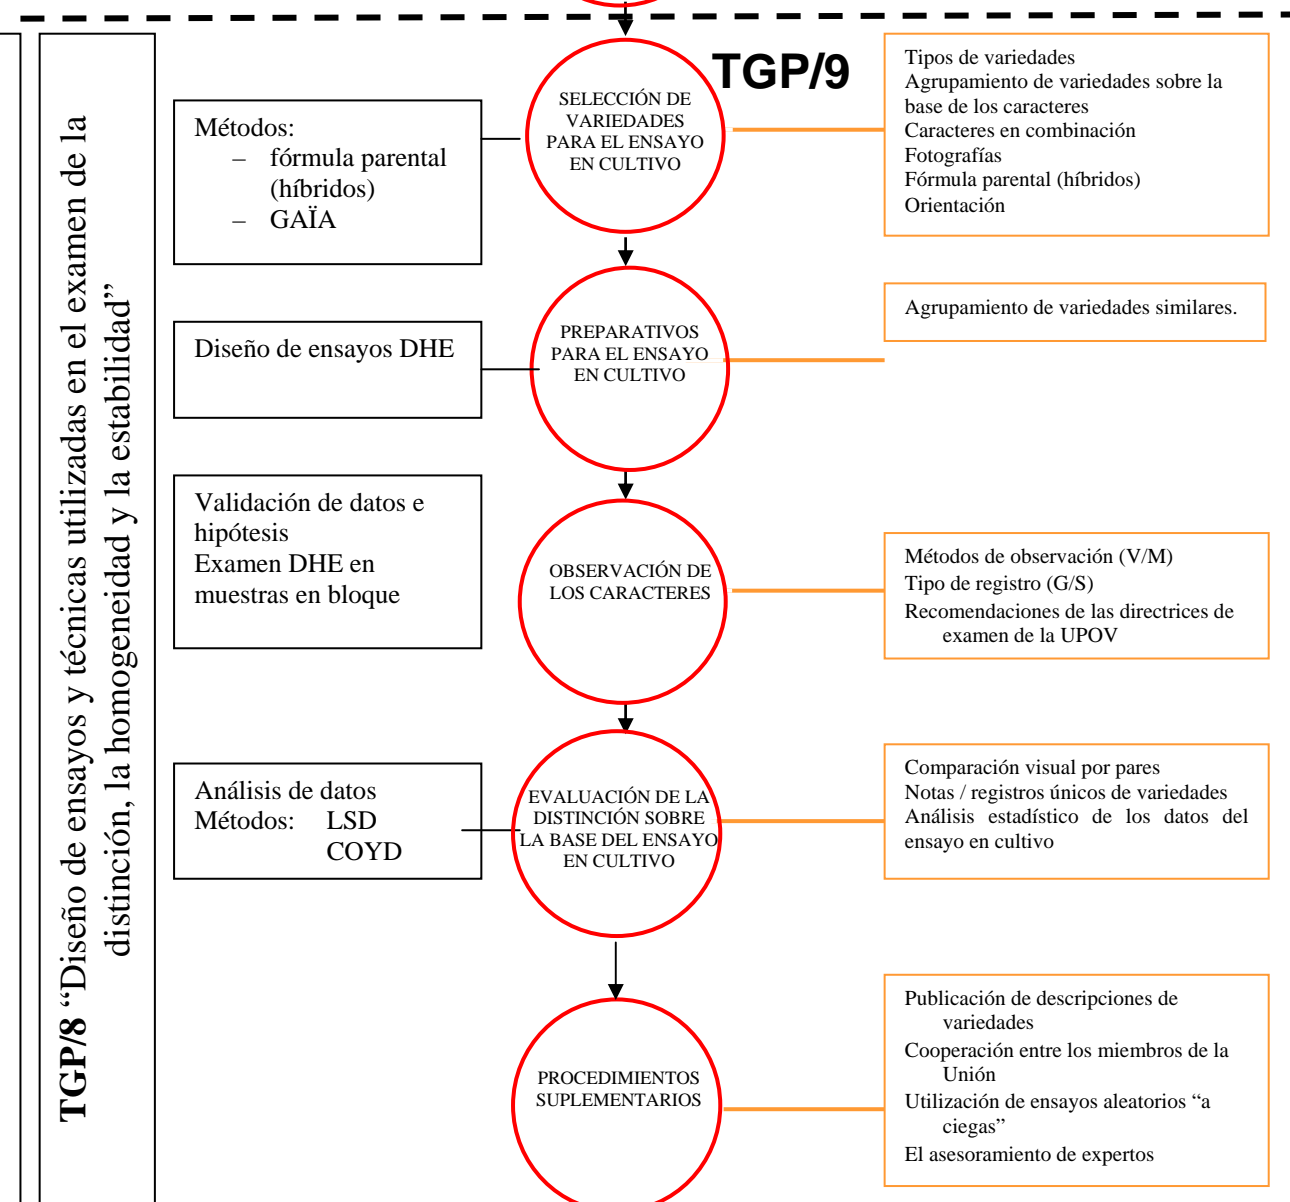 TGP/8 “Diseño de ensayos y técnicas utilizadas en el examen de la
distinción, la homogeneidad y la estabilidad”
TGP/9
Métodos:
– fórmula parental
(híbridos)
– GAÏA
SELECCIÓN DE
VARIEDADES
PARA EL ENSAYO
EN CULTIVO
Tipos de variedades
Agrupamiento de variedades sobre la
base de los caracteres
Caracteres en combinación
Fotografías
Fórmula parental (híbridos)
Orientación
Diseño de ensayos DHE
PREPARATIVOS
PARA EL ENSAYO
EN CULTIVO
Agrupamiento de variedades similares.
Validación de datos e
hipótesis
Examen DHE en
muestras en bloque
OBSERVACIÓN DE
LOS CARACTERES
Métodos de observación (V/M)
Tipo de registro (G/S)
Recomendaciones de las directrices de
examen de la UPOV
Análisis de datos
Métodos: LSD
COYD
EVALUACIÓN DE LA
DISTINCIÓN SOBRE
LA BASE DEL ENSAYO
EN CULTIVO
Comparación visual por pares
Notas / registros únicos de variedades
Análisis estadístico de los datos del
ensayo en cultivo
PROCEDIMIENTOS
SUPLEMENTARIOS
Publicación de descripciones de
variedades
Cooperación entre los miembros de la
Unión
Utilización de ensayos aleatorios “a
ciegas”
El asesoramiento de expertos